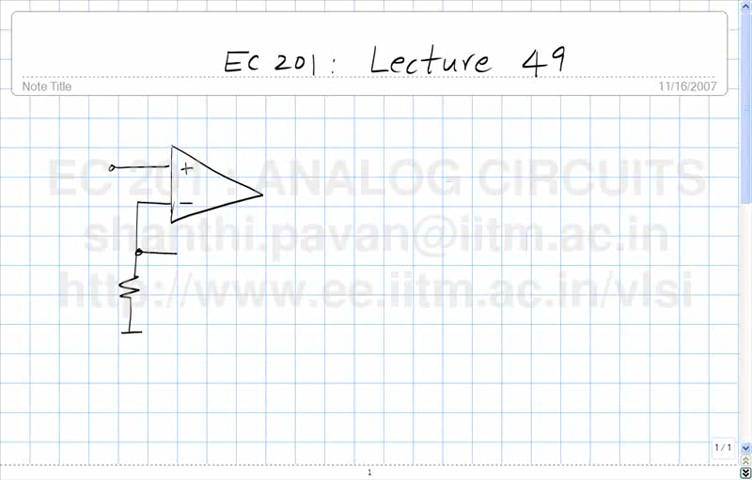 EC 201: Lecture 49
Note Title
11/16/2007
+
−
EC 201 : ANALOG CIRCUITS
shanthi.pavan@iitm.ac.in
http://www.ee.iitm.ac.in/vlsi
1 / 1
1